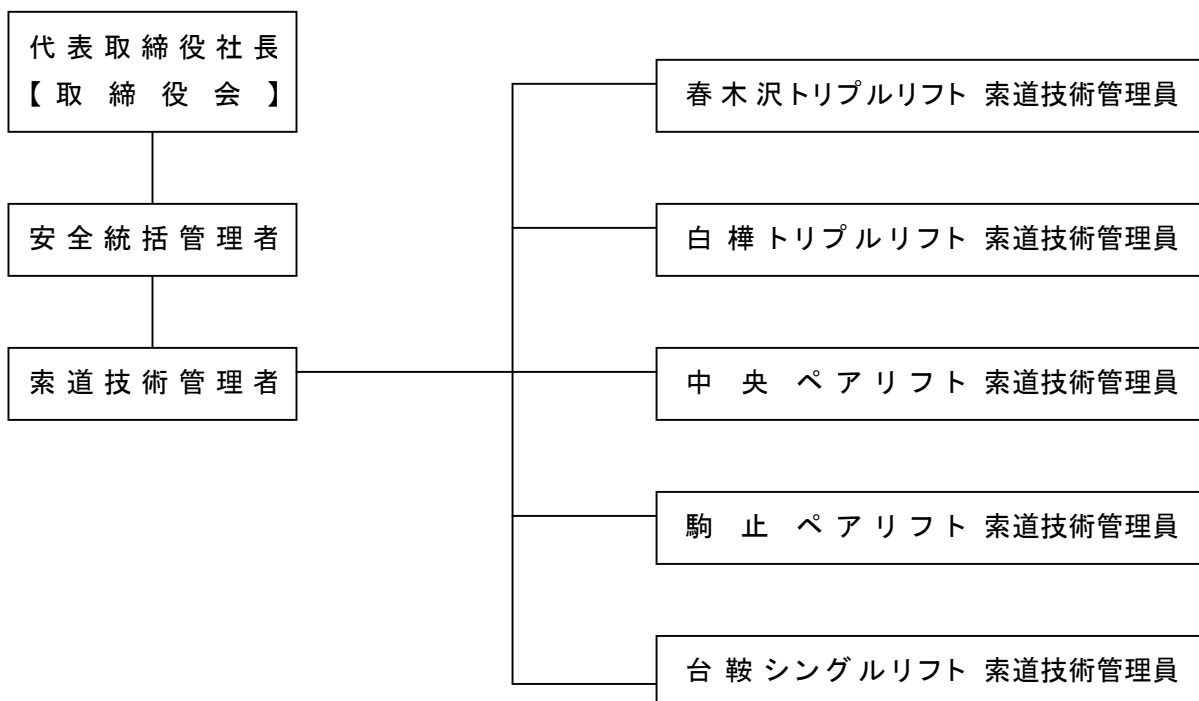 代表取締役社長
【取締役会】
安全統括管理者
索道技術管理者
春木沢トリプルリフト 索道技術管理員
白樺トリプルリフト 索道技術管理員
中央ペアリフト 索道技術管理員
駒止ペアリフト 索道技術管理員
台鞍シングルリフト 索道技術管理員